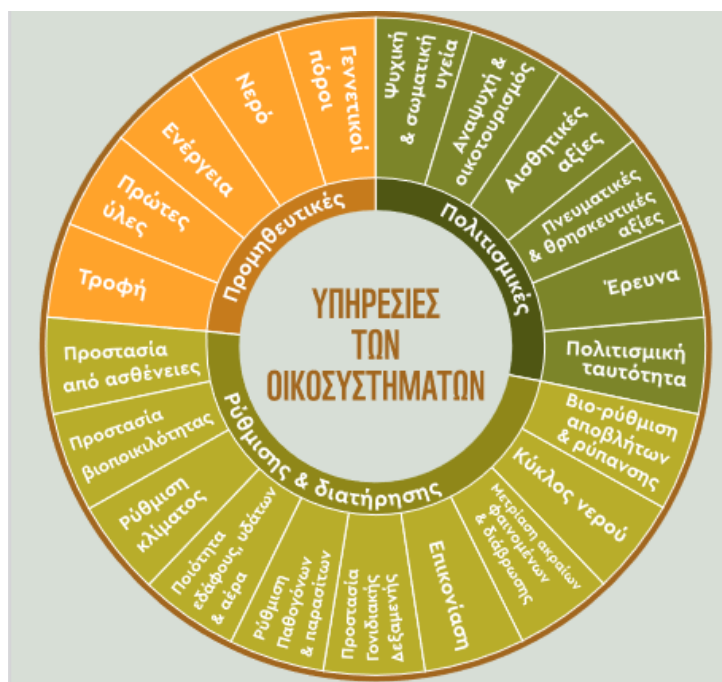 ΥΠΗΡΕΣΙΕΣ
ΤΩΝ
ΟΙΚΟΣΥΣΤΗΜΑΤΩΝ
Προμηθευτικές
Τροφή
Πρώτες
ύλες
Ενέργεια
Νερό
Γεννετικοί
πόροι
Πολιτισμικές
Ψυχική
& σωματική
υγεία
Αναψυχή &
οικοτουρισμός
Αισθητικές
αξίες
Πνευματικές
& θρησκευτικές
αξίες
Έρευνα
Πολιτισμική
ταυτότητα
Ρύθμισης & διατήρησης
Βιο-ρύθμιση
αποβλήτων
& ρύπανσης
Κύκλος νερού
Μετρίαση ακραίων
φαινομένων
& διάβρωσης
Επικονίαση
Προστασία
Γονιδιακής
Δεξαμενής
Ρύθμιση
Παθογόνων
& παρασίτων
Ποιότητα
εδάφους, υδάτων
& αέρα
Ρύθμιση
κλίματος
Προστασία
βιοποικιλότητας
Προστασία
από ασθένειες